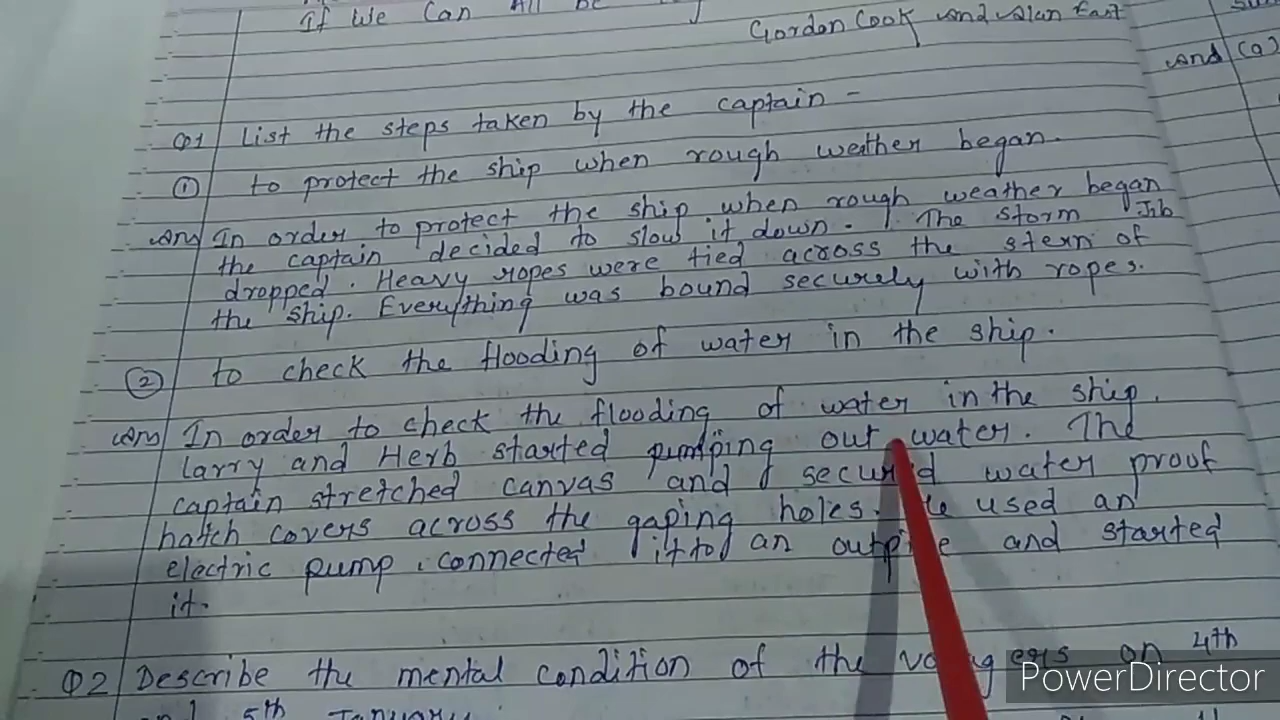 If We Can All Be
Gordon Cook and Alan East
and (a)
Q1 List the steps taken by the captain -
① to protect the ship when rough weather began.
Ans In order to protect the ship when rough weather began
the captain decided to slow it down. The storm Jib
dropped. Heavy ropes were tied across the stern of
the ship. Everything was bound securely with ropes.
② to check the flooding of water in the ship.
Ans In order to check the flooding of water in the ship.
larry and Herb started pumping out water. The
captain stretched canvas and secured water proof
hatch covers across the gaping holes. He used an
electric pump, connected it to an outpipe and started
it.
Q2 Describe the mental condition of the voyagers on 4th
5th January
PowerDirector